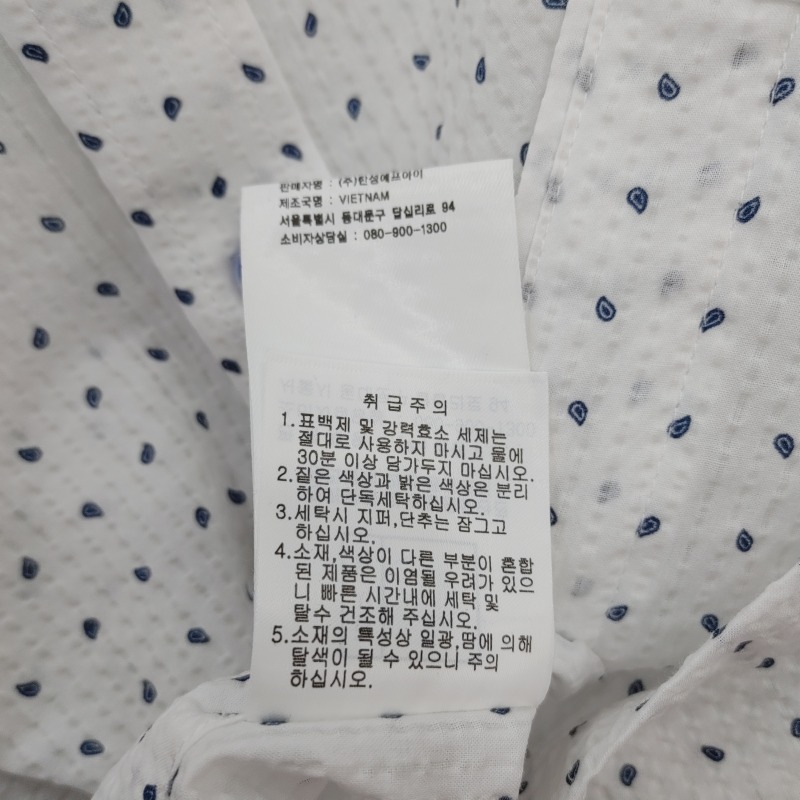 판매자명 : (주)한성에프아이
제조국명 : VIETNAM
서울특별시 동대문구 답십리로 94
소비자상담실 : 080-900-1300
취 급 주 의
1.표백제 및 강력효소 세제는
절대로 사용하지 마시고 물에
30분 이상 담가두지 마십시오.
2.짙은 색상과 밝은 색상은 분리
하여 단독세탁하십시오.
3.세탁시 지퍼,단추는 잠그고
하십시오.
4.소재,색상이 다른 부분이 혼합
된 제품은 이염될 우려가 있으
니 빠른 시간내에 세탁 및
탈수 건조해 주십시오.
5.소재의 특성상 일광,땀에 의해
탈색이 될 수 있으니 주의
하십시오.